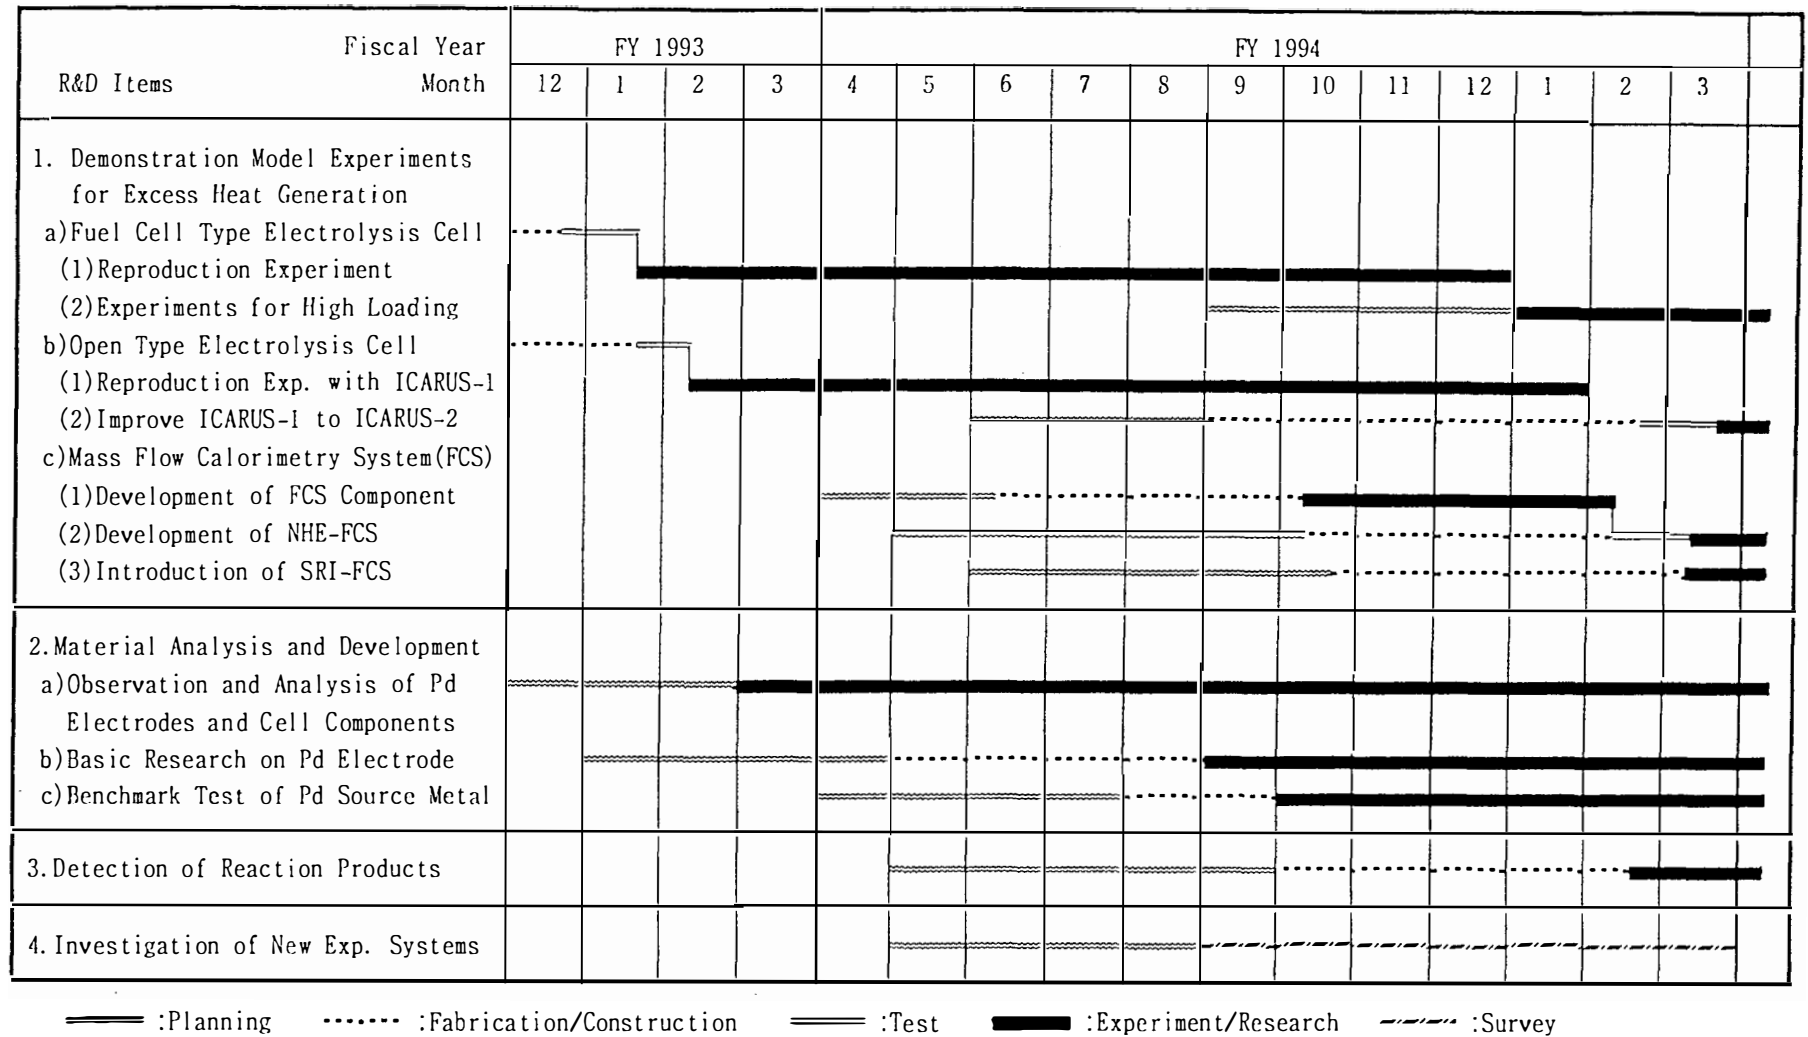 Fiscal Year FY 1993 FY 1994
R&D Items Month 12 1 2 3 4 5 6 7 8 9 10 11 12 1 2 3
1. Demonstration Model Experiments
for Excess Heat Generation
a)Fuel Cell Type Electrolysis Cell
(1)Reproduction Experiment
(2)Experiments for High Loading
b)Open Type Electrolysis Cell
(1)Reproduction Exp. with ICARUS-1
(2)Improve ICARUS-1 to ICARUS-2
c)Mass Flow Calorimetry System(FCS)
(1)Development of FCS Component
(2)Development of NHE-FCS
(3)Introduction of SRI-FCS
2.Material Analysis and Development
a)Observation and Analysis of Pd
Electrodes and Cell Components
b)Basic Research on Pd Electrode
c)Benchmark Test of Pd Source Metal
3.Detection of Reaction Products
4.Investigation of New Exp. Systems
:Planning :Fabrication/Construction :Test :Experiment/Research :Survey